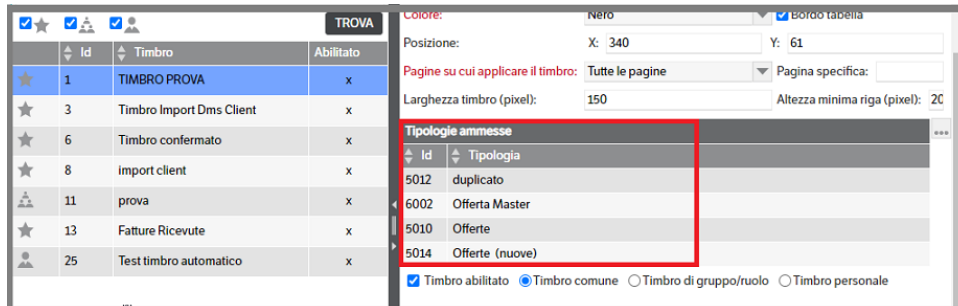 TROVA
Id Timbro Abilitato
1 TIMBRO PROVA x
3 Timbro Import Dms Client x
6 Timbro confermato x
8 import client x
11 prova x
13 Fatture Ricevute x
25 Test timbro automatico x
Colore: Nero Bordo tabella
Posizione: X: 340 Y: 61
Pagine su cui applicare il timbro: Tutte le pagine Pagina specifica:
Larghezza timbro (pixel): 150 Altezza minima riga (pixel): 20
Tipologie ammesse
Id Tipologia
5012 duplicato
6002 Offerta Master
5010 Offerte
5014 Offerte (nuove)
Timbro abilitato Timbro comune Timbro di gruppo/ruolo Timbro personale